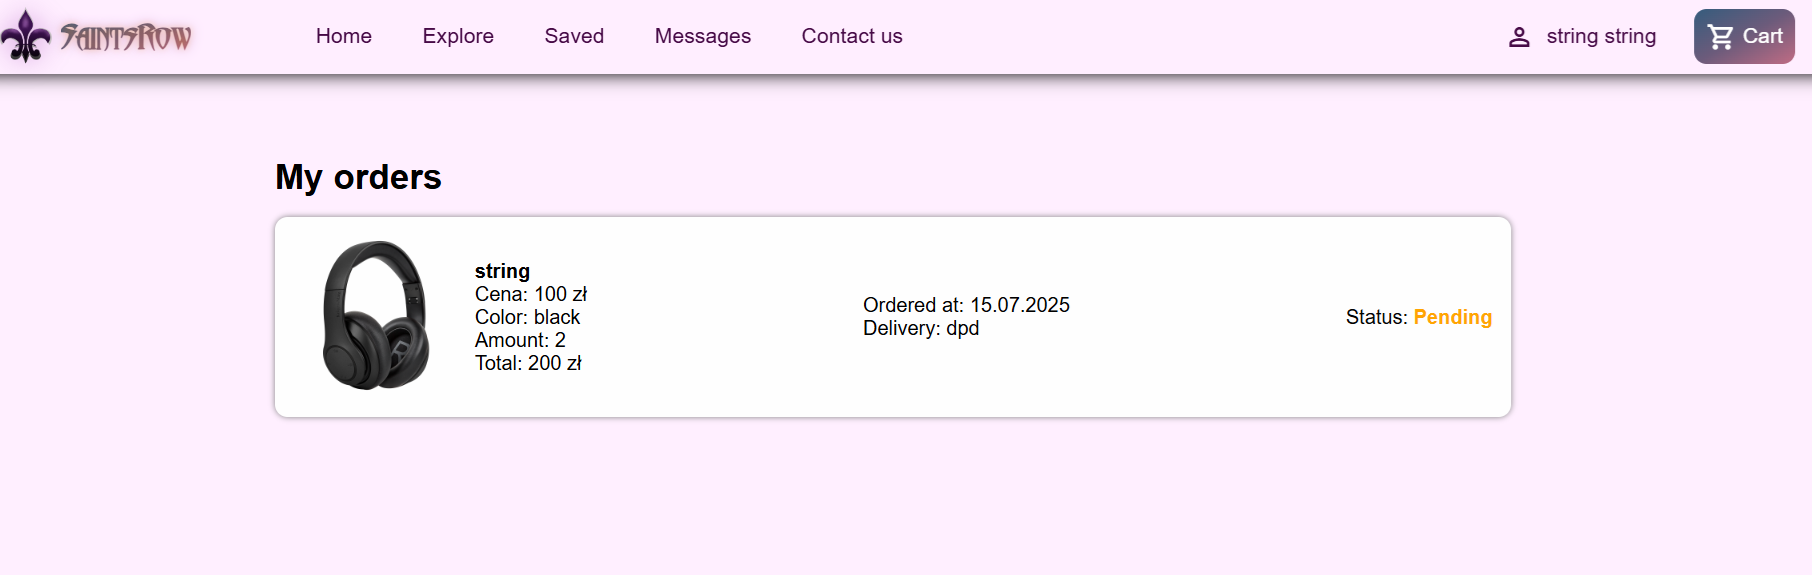 SaintsRow
Home Explore Saved Messages Contact us string string Cart
My orders
string
Cena: 100 zł
Color: black
Amount: 2
Total: 200 zł
Ordered at: 15.07.2025
Delivery: dpd
Status: Pending